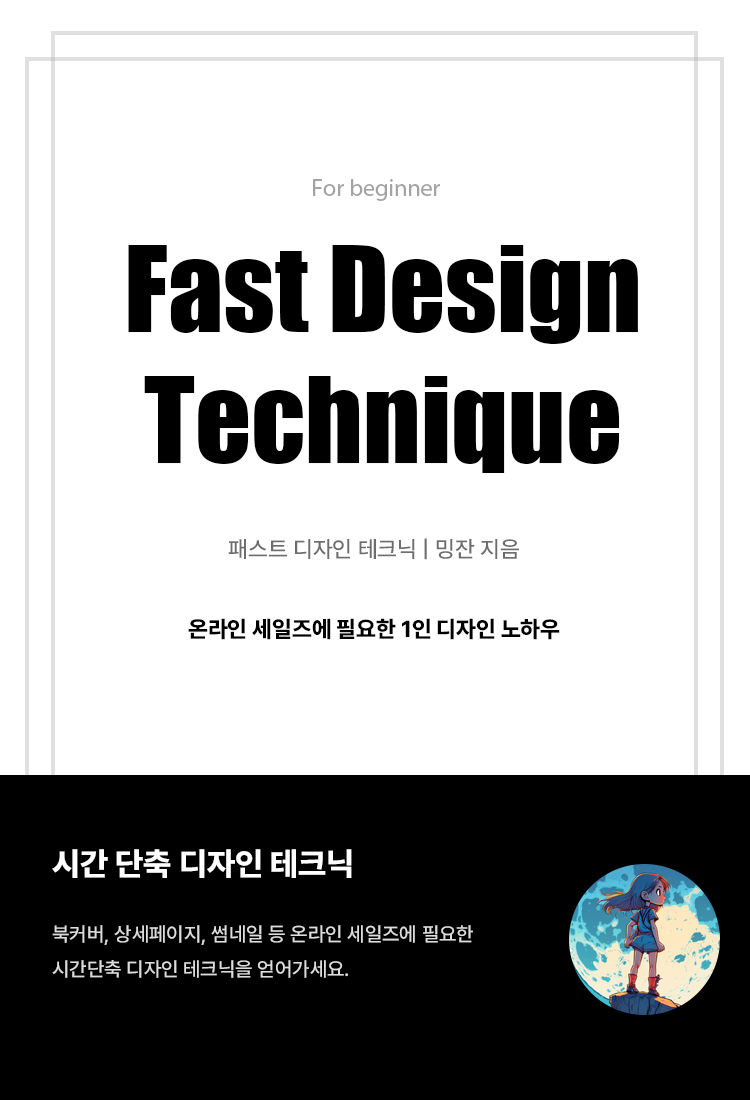 For beginner
Fast Design
Technique
패스트 디자인 테크닉 | 밍잔 지음
온라인 세일즈에 필요한 1인 디자인 노하우
시간 단축 디자인 테크닉
북커버, 상세페이지, 썸네일 등 온라인 세일즈에 필요한
시간단축 디자인 테크닉을 얻어가세요.